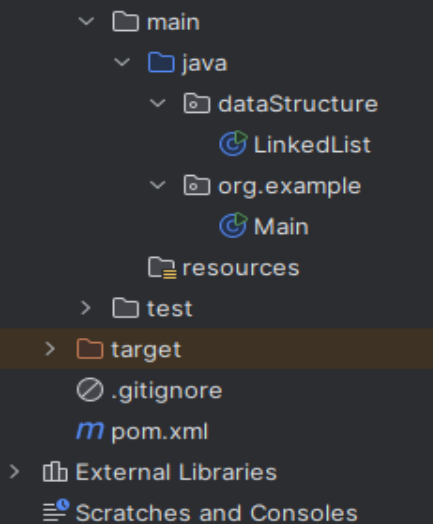 main
java
dataStructure
LinkedList
org.example
Main
resources
test
target
.gitignore
m pom.xml
External Libraries
Scratches and Consoles